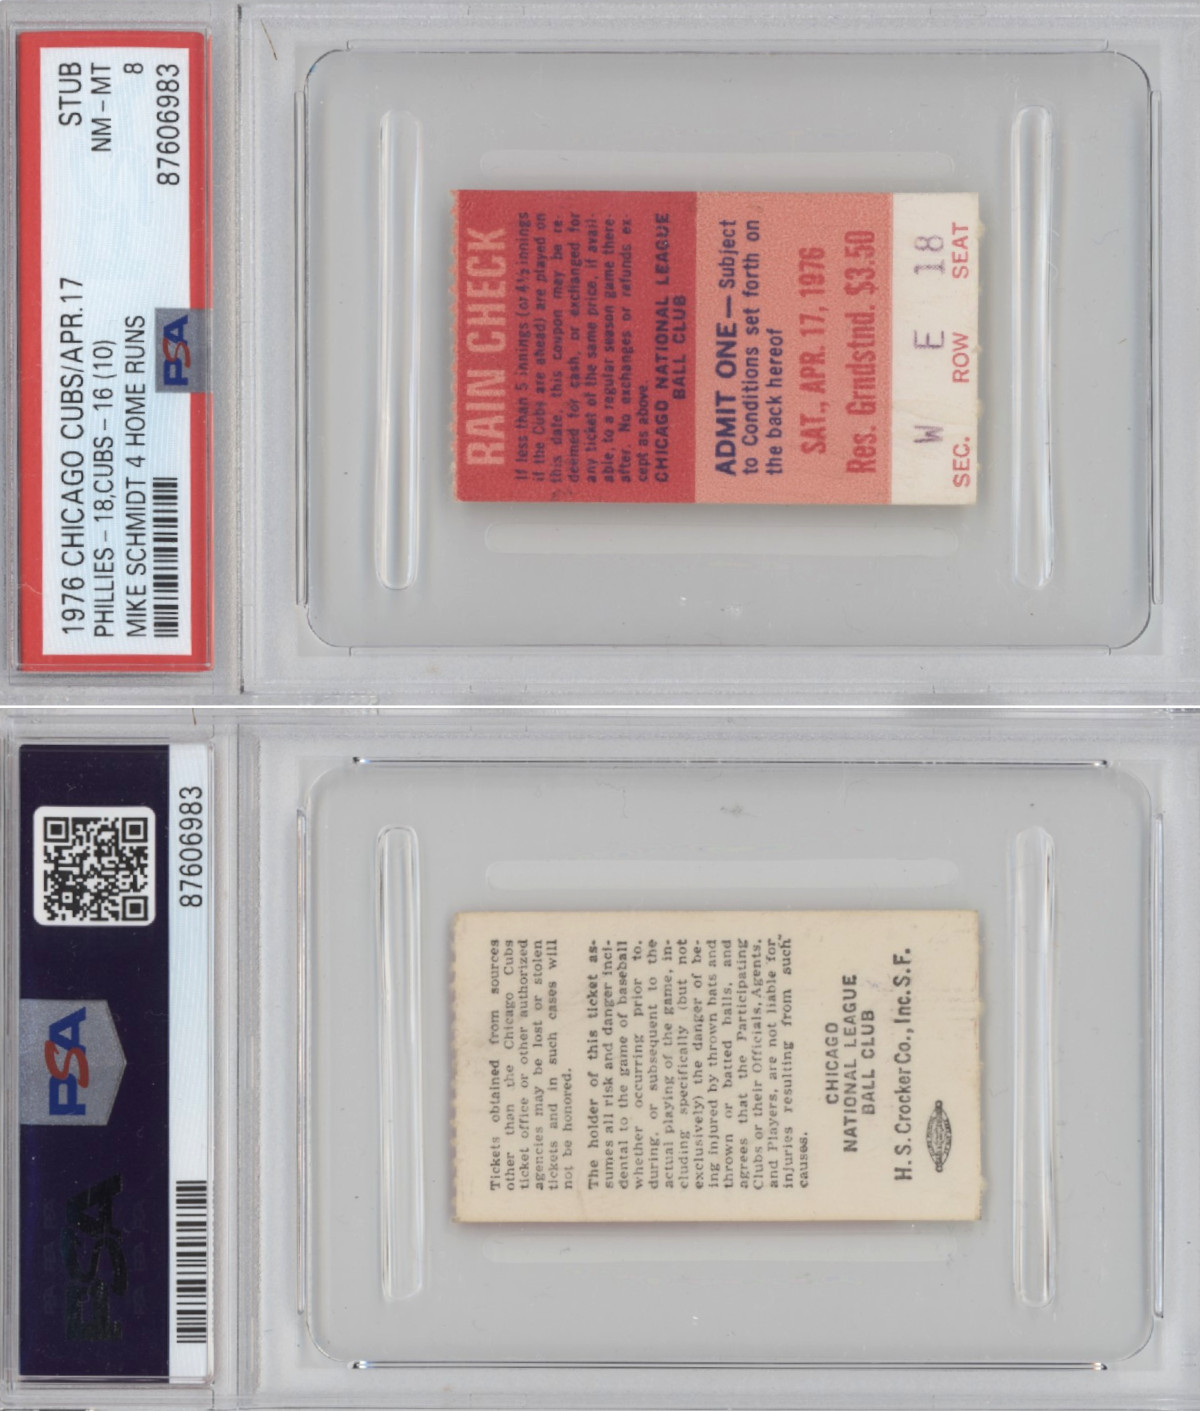 1976 CHICAGO CUBS/APR.17 STUB
PHILLIES-18,CUBS-16 (10) NM-MT
MIKE SCHMIDT 4 HOME RUNS 8
PSA 87606983
RAIN CHECK
If less than 5 innings (or 4½ innings
if the Cubs are ahead) are played on
this date, this coupon may be re-
deemed for cash, or exchanged for
any ticket of the same price, if avail-
able, to a regular season game there-
after. No exchanges or refunds ex
cept as above.
CHICAGO NATIONAL LEAGUE
BALL CLUB
ADMIT ONE—Subject
to Conditions set forth on
the back hereof
SAT., APR. 17, 1976
Res. Grndstnd. $3.50
W E 18
SEC. ROW SEAT
PSA
PSA
87606983
Tickets obtained from sources
other than the Chicago Cubs
ticket office or other authorized
agencies may be lost or stolen
tickets and in such cases will
not be honored.
The holder of this ticket as-
sumes all risk and danger inci-
dental to the game of baseball
whether occurring prior to,
during, or subsequent to the
actual playing of the game, in-
cluding specifically (but not
exclusively) the danger of be-
ing injured by thrown bats and
thrown or batted balls, and
agrees that the Participating
Clubs or their Officials, Agents,
and Players, are not liable for
injuries resulting from such
causes.
CHICAGO
NATIONAL LEAGUE
BALL CLUB
H. S. Crocker Co., Inc. S. F.